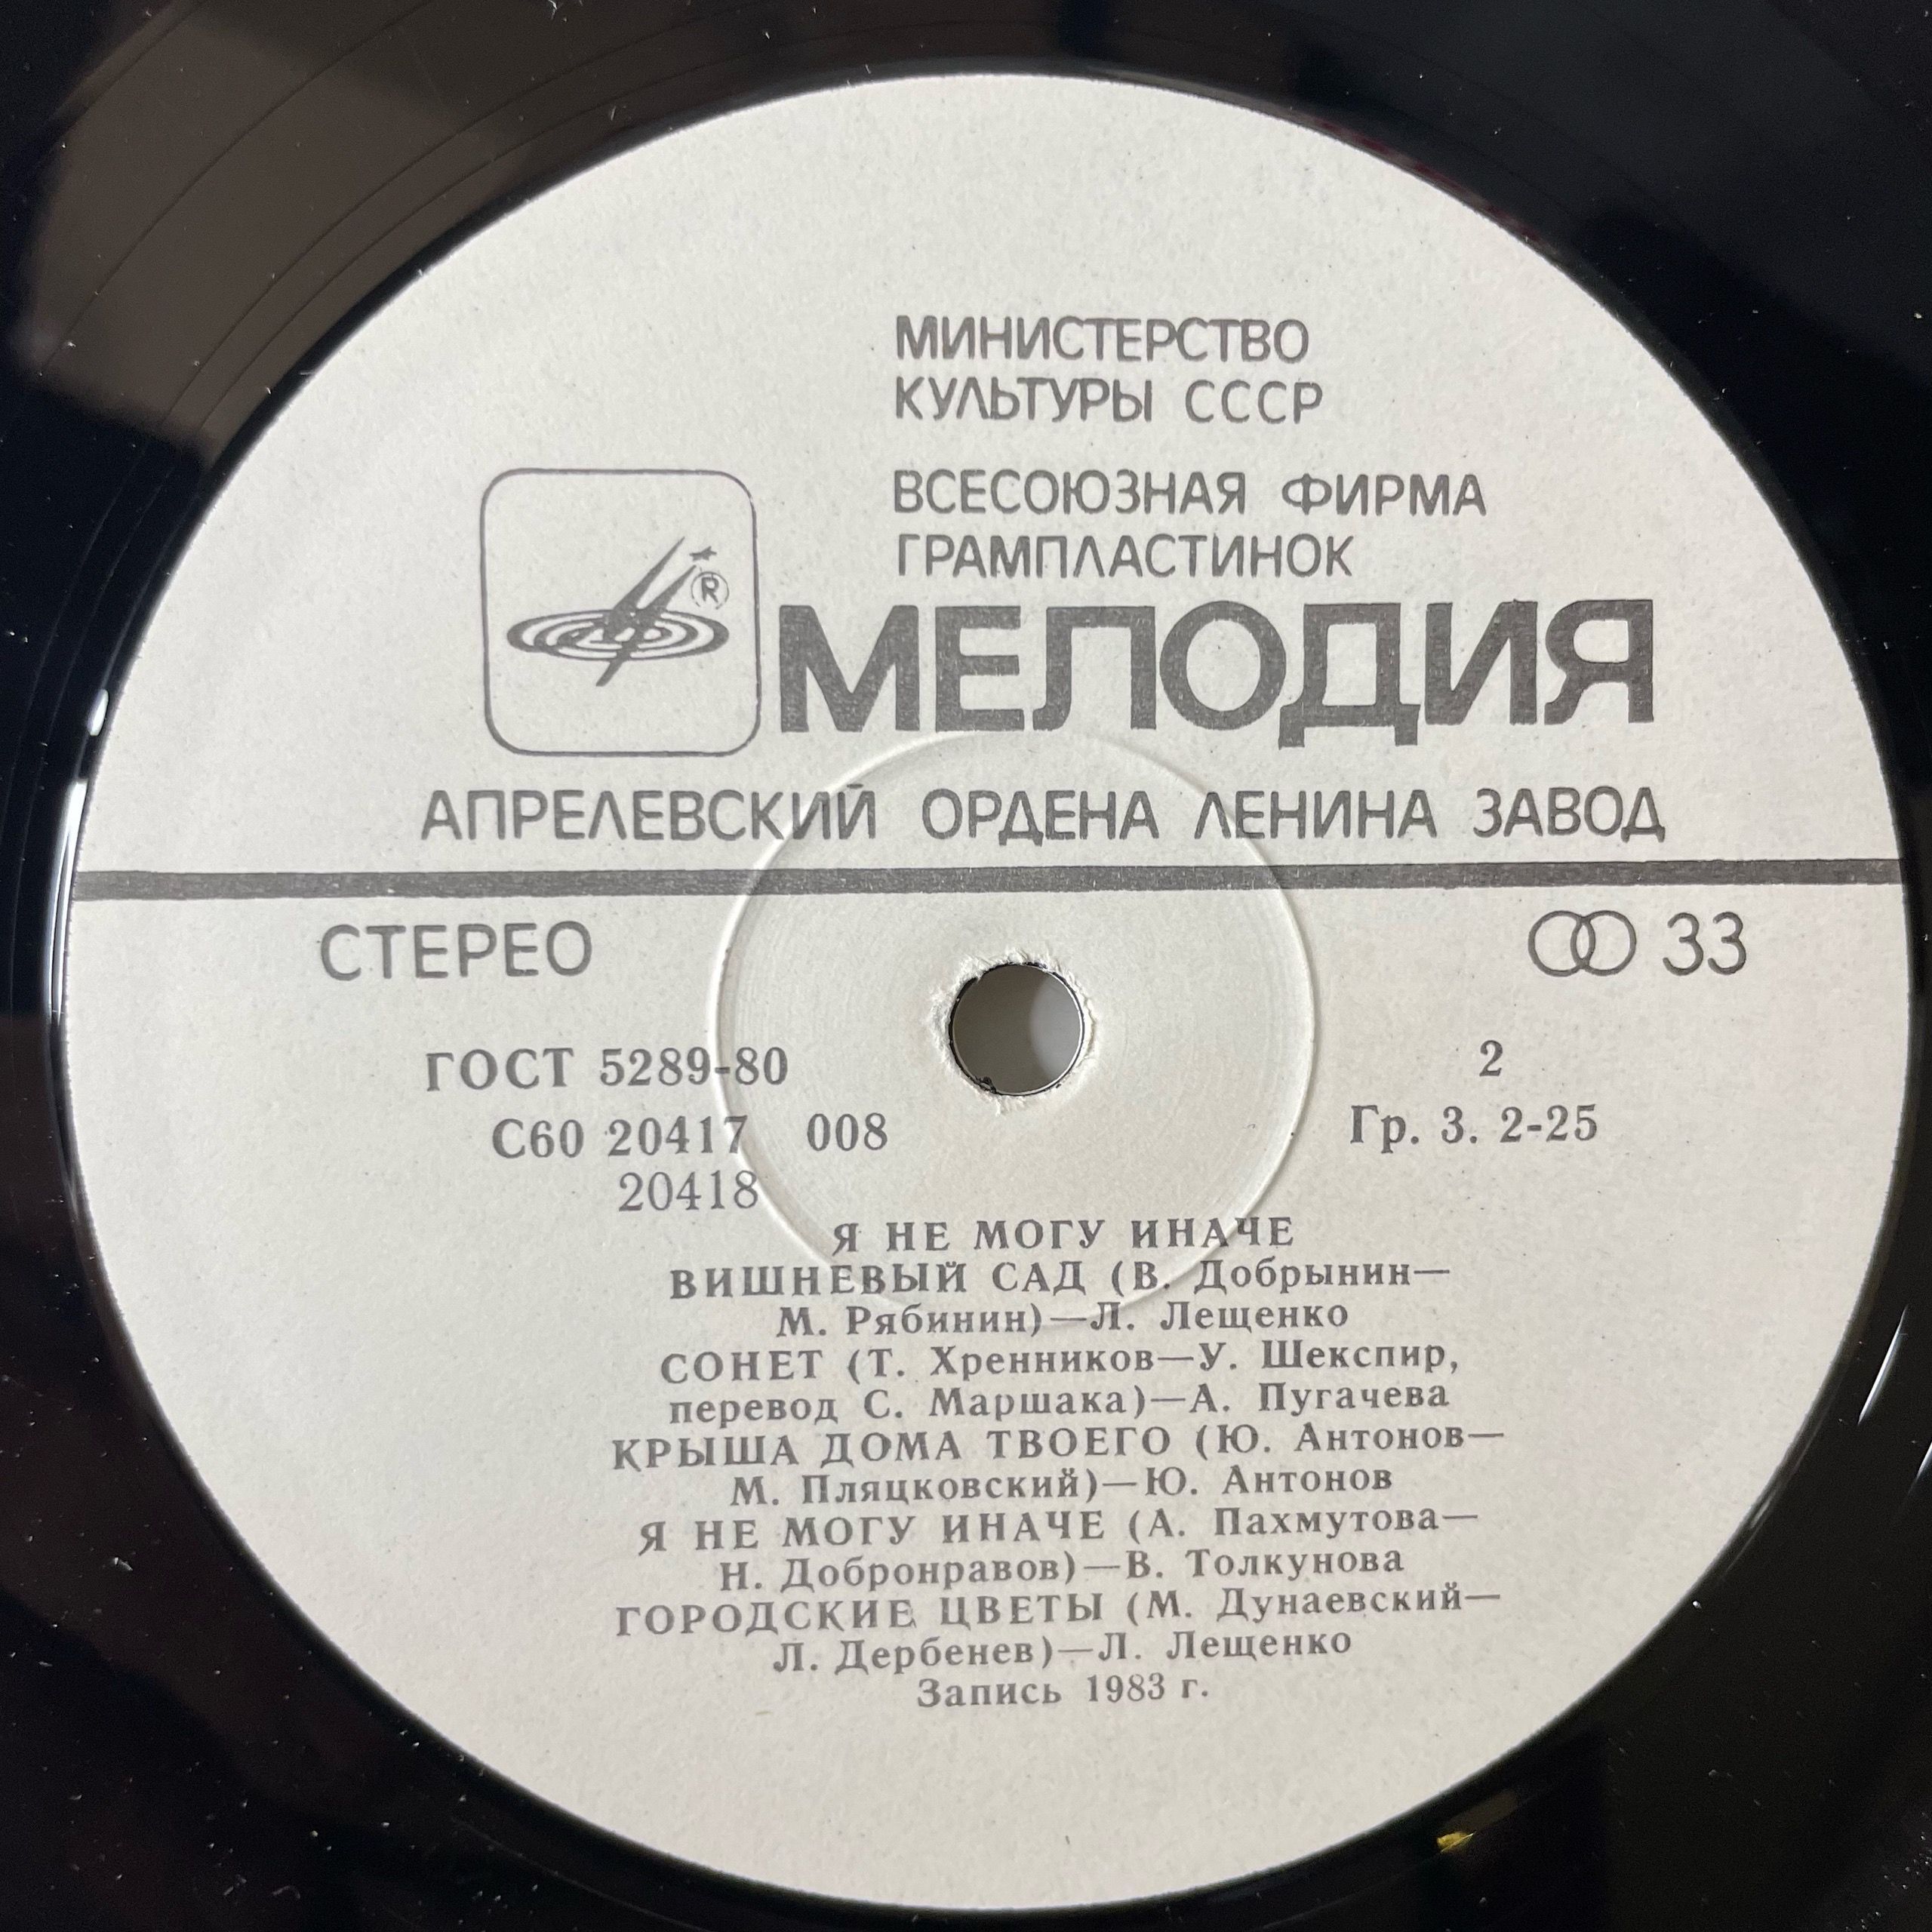 МИНИСТЕРСТВО
КУЛЬТУРЫ СССР
ВСЕСОЮЗНАЯ ФИРМА
ГРАМПЛАСТИНОК
®
МЕЛОДИЯ
АПРЕЛЕВСКИЙ ОРДЕНА ЛЕНИНА ЗАВОД
СТЕРЕО
33
ГОСТ 5289-80
2
С60 20417 008
Гр. 3. 2-25
20418
Я НЕ МОГУ ИНАЧЕ
ВИШНЕВЫЙ САД (В. Добрынин—
М. Рябинин)—Л. Лещенко
СОНЕТ (Т. Хренников—У. Шекспир,
перевод С. Маршака)—А. Пугачева
КРЫША ДОМА ТВОЕГО (Ю. Антонов—
М. Пляцковский)—Ю. Антонов
Я НЕ МОГУ ИНАЧЕ (А. Пахмутова—
Н. Добронравов)—В. Толкунова
ГОРОДСКИЕ ЦВЕТЫ (М. Дунаевский—
Л. Дербенев)—Л. Лещенко
Запись 1983 г.